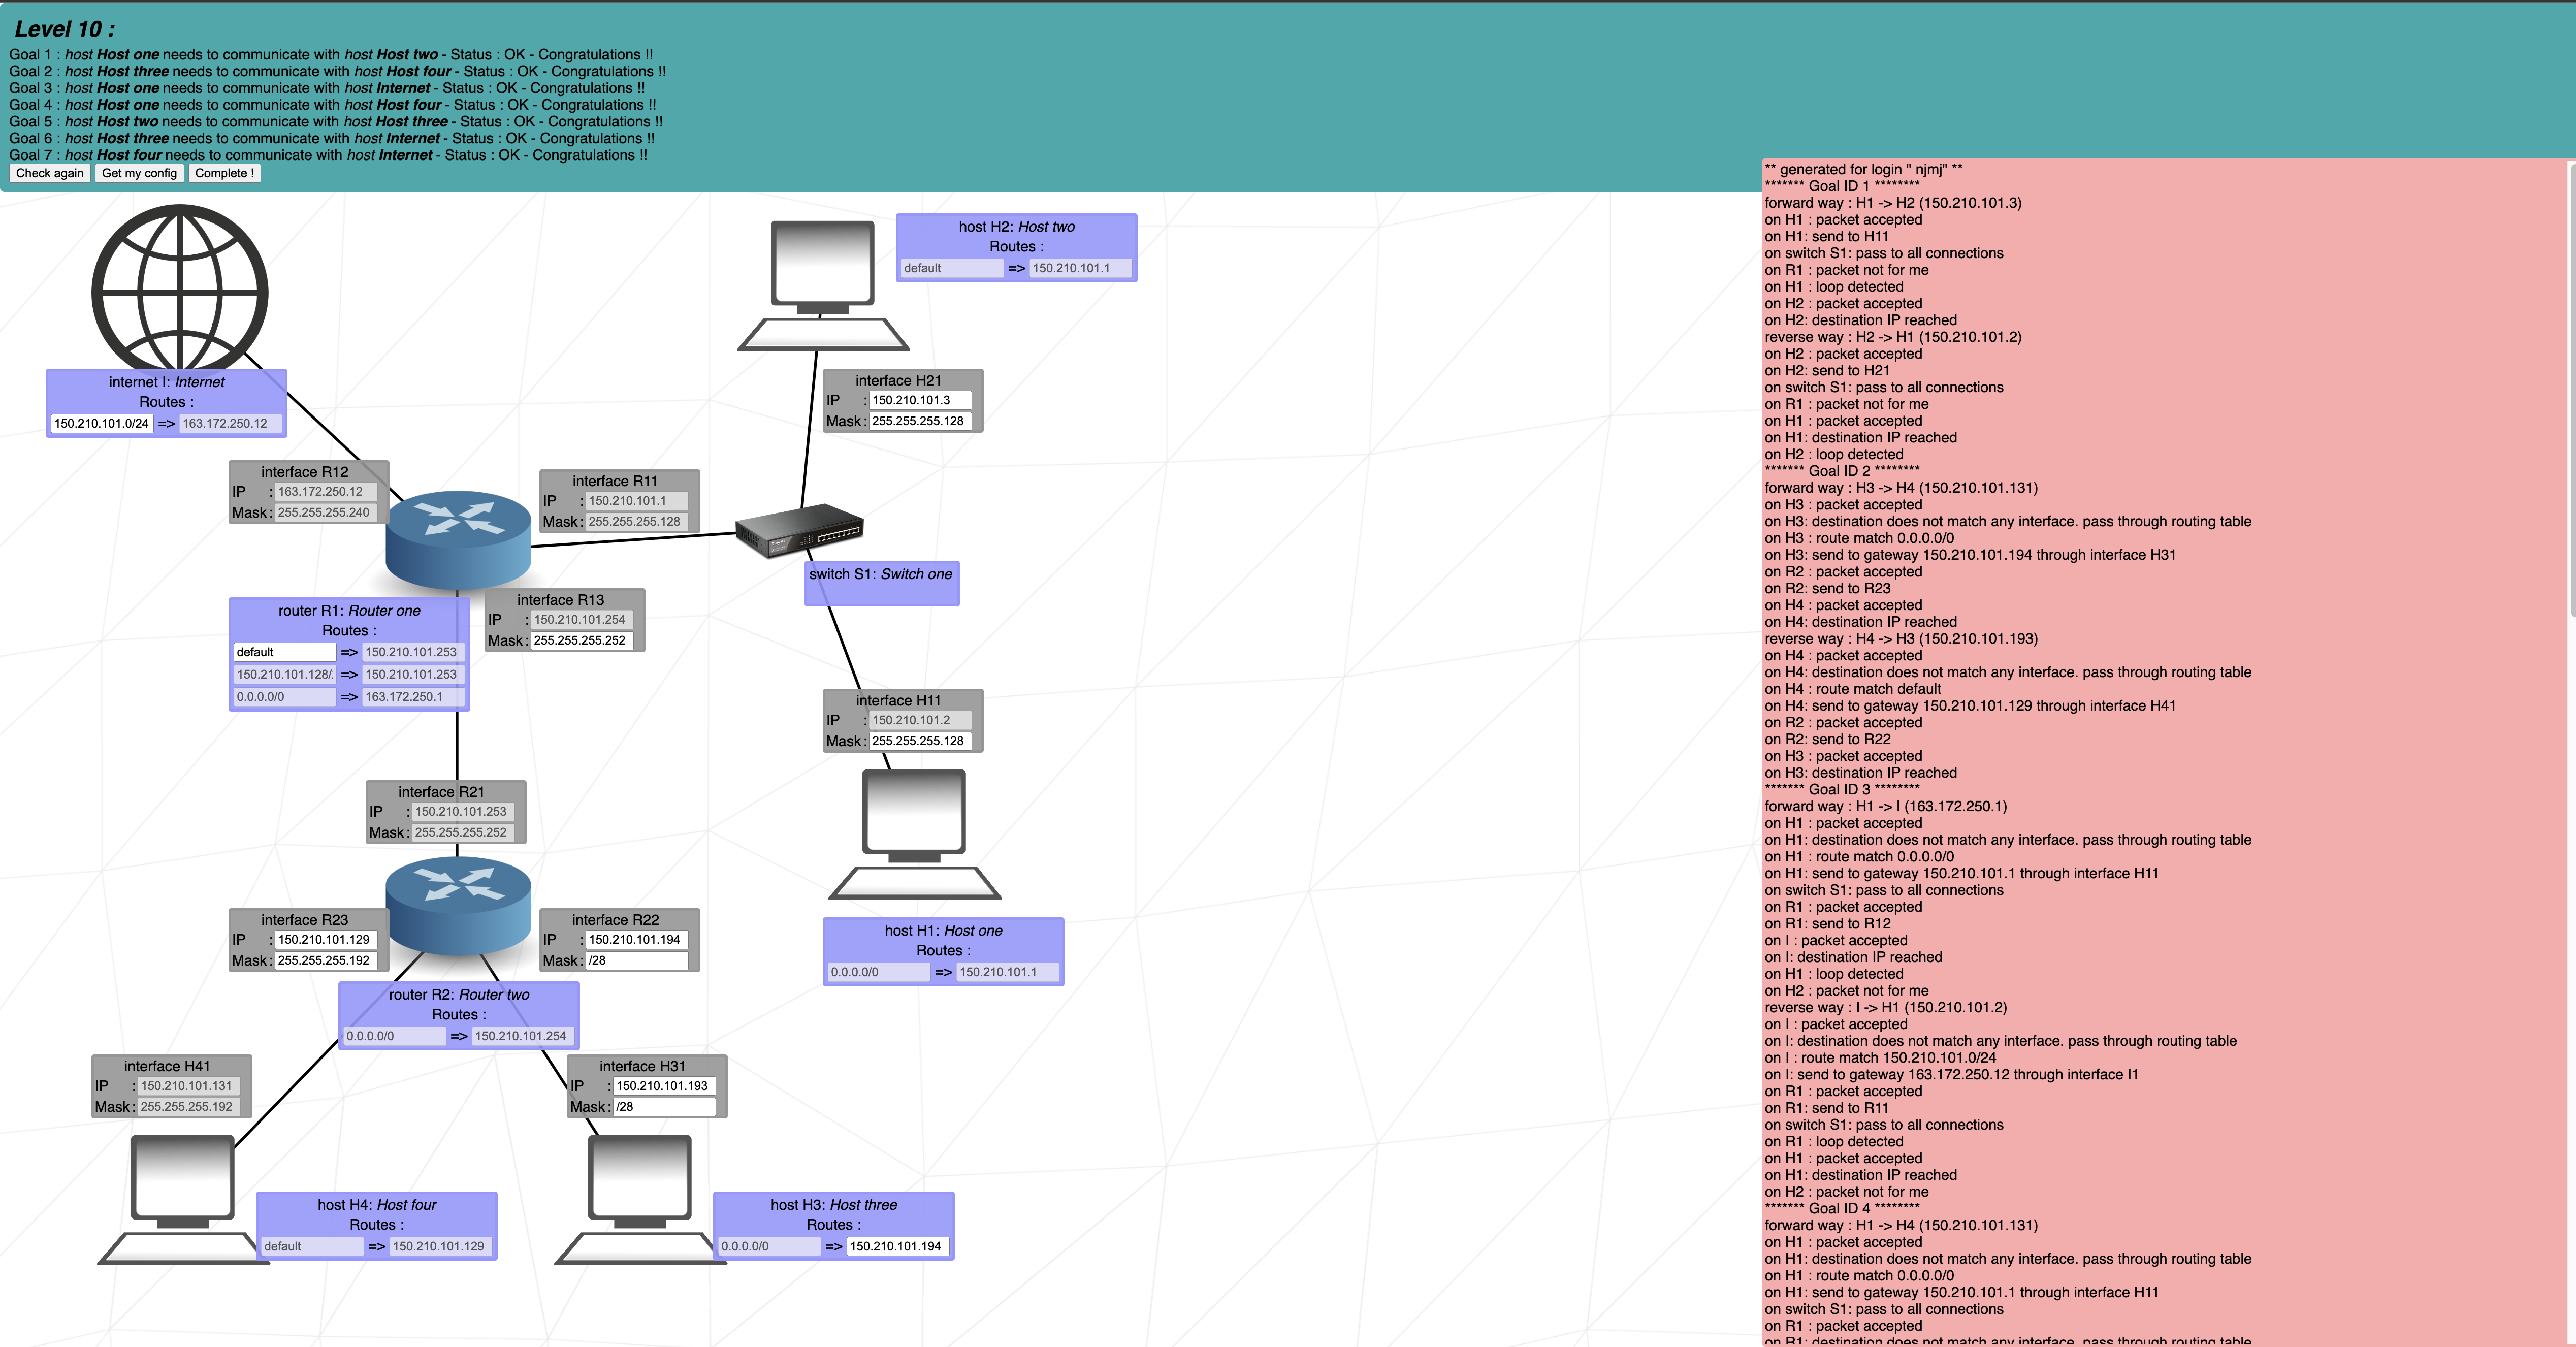 Level 10 :
Goal 1 : host Host one needs to communicate with host Host two - Status : OK - Congratulations !!
Goal 2 : host Host three needs to communicate with host Host four - Status : OK - Congratulations !!
Goal 3 : host Host one needs to communicate with host Internet - Status : OK - Congratulations !!
Goal 4 : host Host one needs to communicate with host Host four - Status : OK - Congratulations !!
Goal 5 : host Host two needs to communicate with host Host three - Status : OK - Congratulations !!
Goal 6 : host Host three needs to communicate with host Internet - Status : OK - Congratulations !!
Goal 7 : host Host four needs to communicate with host Internet - Status : OK - Congratulations !!
Check again Get my config Complete !
host H2: Host two
Routes :
default => 150.210.101.1
internet I: Internet
Routes :
150.210.101.0/24 => 163.172.250.12
interface H21
IP : 150.210.101.3
Mask : 255.255.255.128
interface R12
IP : 163.172.250.12
Mask : 255.255.255.240
interface R11
IP : 150.210.101.1
Mask : 255.255.255.128
switch S1: Switch one
interface R13
IP : 150.210.101.254
Mask : 255.255.255.252
router R1: Router one
Routes :
default => 150.210.101.253
150.210.101.128/ => 150.210.101.253
0.0.0.0/0 => 163.172.250.1
interface H11
IP : 150.210.101.2
Mask : 255.255.255.128
interface R21
IP : 150.210.101.253
Mask : 255.255.255.252
interface R23
IP : 150.210.101.129
Mask : 255.255.255.192
interface R22
IP : 150.210.101.194
Mask : /28
host H1: Host one
Routes :
0.0.0.0/0 => 150.210.101.1
router R2: Router two
Routes :
0.0.0.0/0 => 150.210.101.254
interface H41
IP : 150.210.101.131
Mask : 255.255.255.192
interface H31
IP : 150.210.101.193
Mask : /28
host H4: Host four
Routes :
default => 150.210.101.129
host H3: Host three
Routes :
0.0.0.0/0 => 150.210.101.194
** generated for login " njmj" **
******* Goal ID 1 ********
forward way : H1 -> H2 (150.210.101.3)
on H1 : packet accepted
on H1: send to H11
on switch S1: pass to all connections
on R1 : packet not for me
on H1 : loop detected
on H2 : packet accepted
on H2: destination IP reached
reverse way : H2 -> H1 (150.210.101.2)
on H2 : packet accepted
on H2: send to H21
on switch S1: pass to all connections
on R1 : packet not for me
on H1 : packet accepted
on H1: destination IP reached
on H2 : loop detected
******* Goal ID 2 ********
forward way : H3 -> H4 (150.210.101.131)
on H3 : packet accepted
on H3: destination does not match any interface. pass through routing table
on H3 : route match 0.0.0.0/0
on H3: send to gateway 150.210.101.194 through interface H31
on R2 : packet accepted
on R2: send to R23
on H4 : packet accepted
on H4: destination IP reached
reverse way : H4 -> H3 (150.210.101.193)
on H4 : packet accepted
on H4: destination does not match any interface. pass through routing table
on H4 : route match default
on H4: send to gateway 150.210.101.129 through interface H41
on R2 : packet accepted
on R2: send to R22
on H3 : packet accepted
on H3: destination IP reached
******* Goal ID 3 ********
forward way : H1 -> I (163.172.250.1)
on H1 : packet accepted
on H1: destination does not match any interface. pass through routing table
on H1 : route match 0.0.0.0/0
on H1: send to gateway 150.210.101.1 through interface H11
on switch S1: pass to all connections
on R1 : packet accepted
on R1: send to R12
on I : packet accepted
on I: destination IP reached
on H1 : loop detected
on H2 : packet not for me
reverse way : I -> H1 (150.210.101.2)
on I : packet accepted
on I: destination does not match any interface. pass through routing table
on I : route match 150.210.101.0/24
on I: send to gateway 163.172.250.12 through interface I1
on R1 : packet accepted
on R1: send to R11
on switch S1: pass to all connections
on R1 : loop detected
on H1 : packet accepted
on H1: destination IP reached
on H2 : packet not for me
******* Goal ID 4 ********
forward way : H1 -> H4 (150.210.101.131)
on H1 : packet accepted
on H1: destination does not match any interface. pass through routing table
on H1 : route match 0.0.0.0/0
on H1: send to gateway 150.210.101.1 through interface H11
on switch S1: pass to all connections
on R1 : packet accepted
on R1: destination does not match any interface. pass through routing table